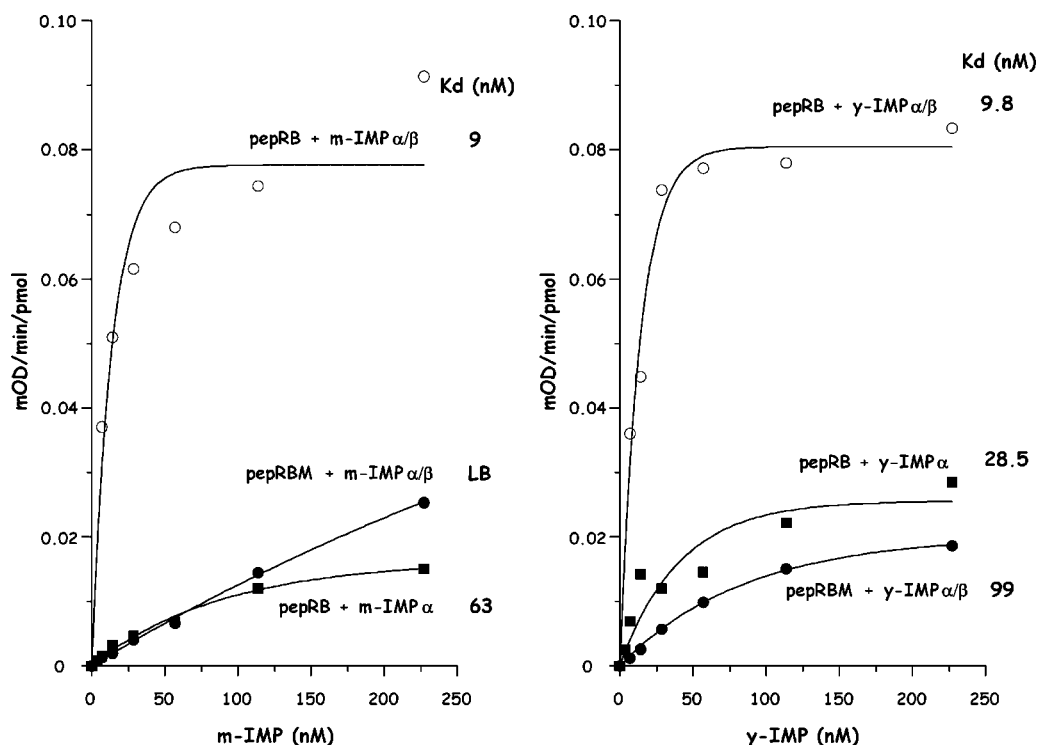 0.10
0.08
0.06
0.04
0.02
0
mOD/min/pmol
Kd (nM)
pepRB + m-IMPα/β 9
pepRBM + m-IMPα/β LB
pepRB + m-IMPα 63
0 50 100 150 200 250
m-IMP (nM)
0.10
0.08
0.06
0.04
0.02
0
mOD/min/pmol
Kd (nM)
pepRB + y-IMPα/β 9.8
pepRB + y-IMPα 28.5
pepRBM + y-IMPα/β 99
0 50 100 150 200 250
y-IMP (nM)